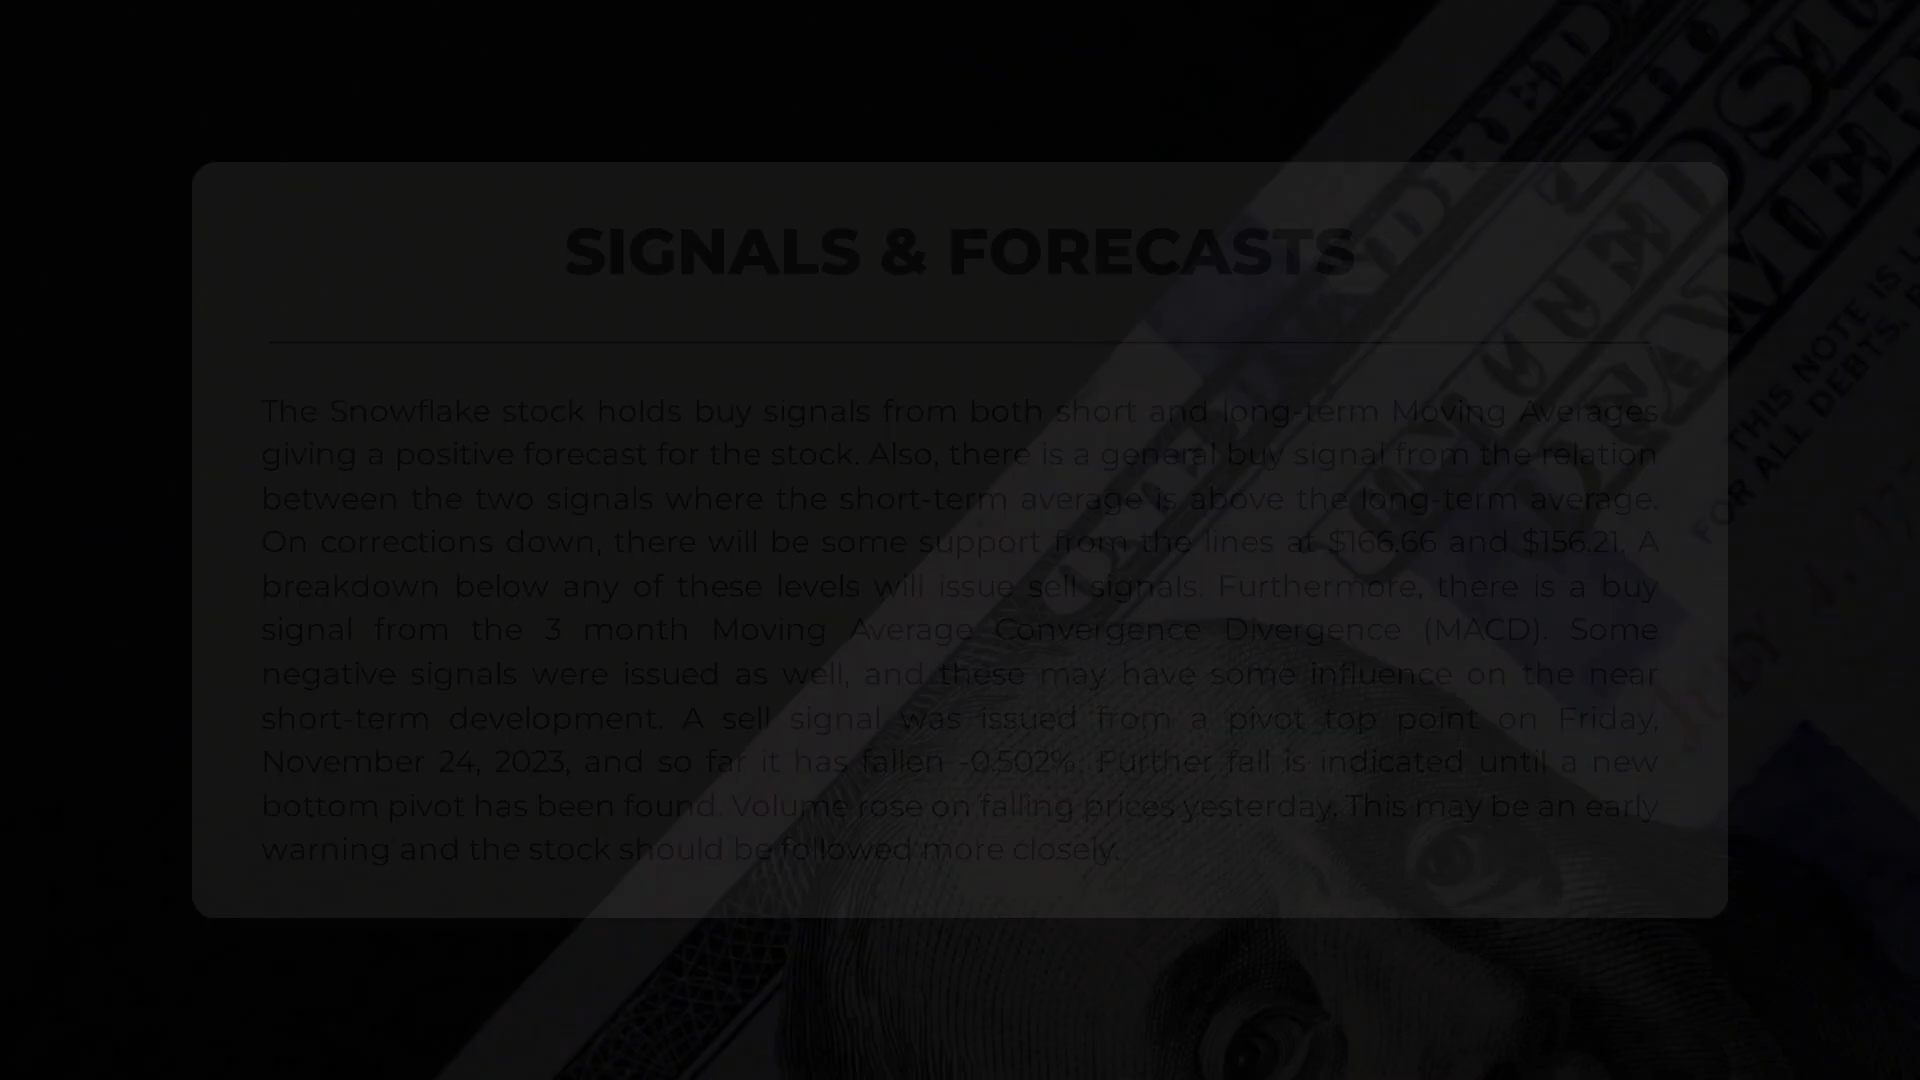 SIGNALS & FORECASTS
The Snowflake stock holds buy signals from both short and long-term Moving Averages
giving a positive forecast for the stock. Also, there is a general buy signal from the relation
between the two signals where the short-term average is above the long-term average.
On corrections down, there will be some support from the lines at $166.66 and $156.21. A
breakdown below any of these levels will issue sell signals. Furthermore, there is a buy
signal from the 3 month Moving Average Convergence Divergence (MACD). Some
negative signals were issued as well, and these may have some influence on the near
short-term development. A sell signal was issued from a pivot top point on Friday,
November 24, 2023, and so far it has fallen -0.502%. Further fall is indicated until a new
bottom pivot has been found. Volume rose on falling prices yesterday. This may be an early
warning and the stock should be followed more closely.
THIS NOTE IS
FOR ALL DEBTS,